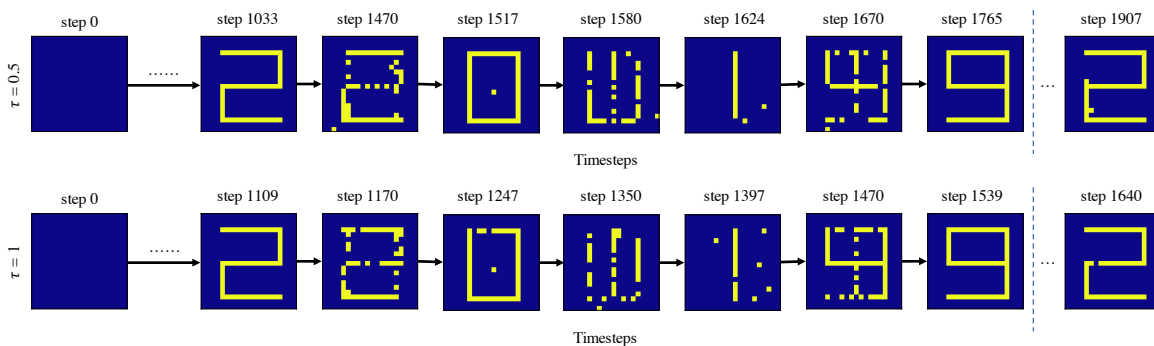 step 0 step 1033 step 1470 step 1517 step 1580 step 1624 step 1670 step 1765 step 1907
τ = 0.5 ...... ...
Timesteps
step 0 step 1109 step 1170 step 1247 step 1350 step 1397 step 1470 step 1539 step 1640
τ = 1 ...... ...
Timesteps